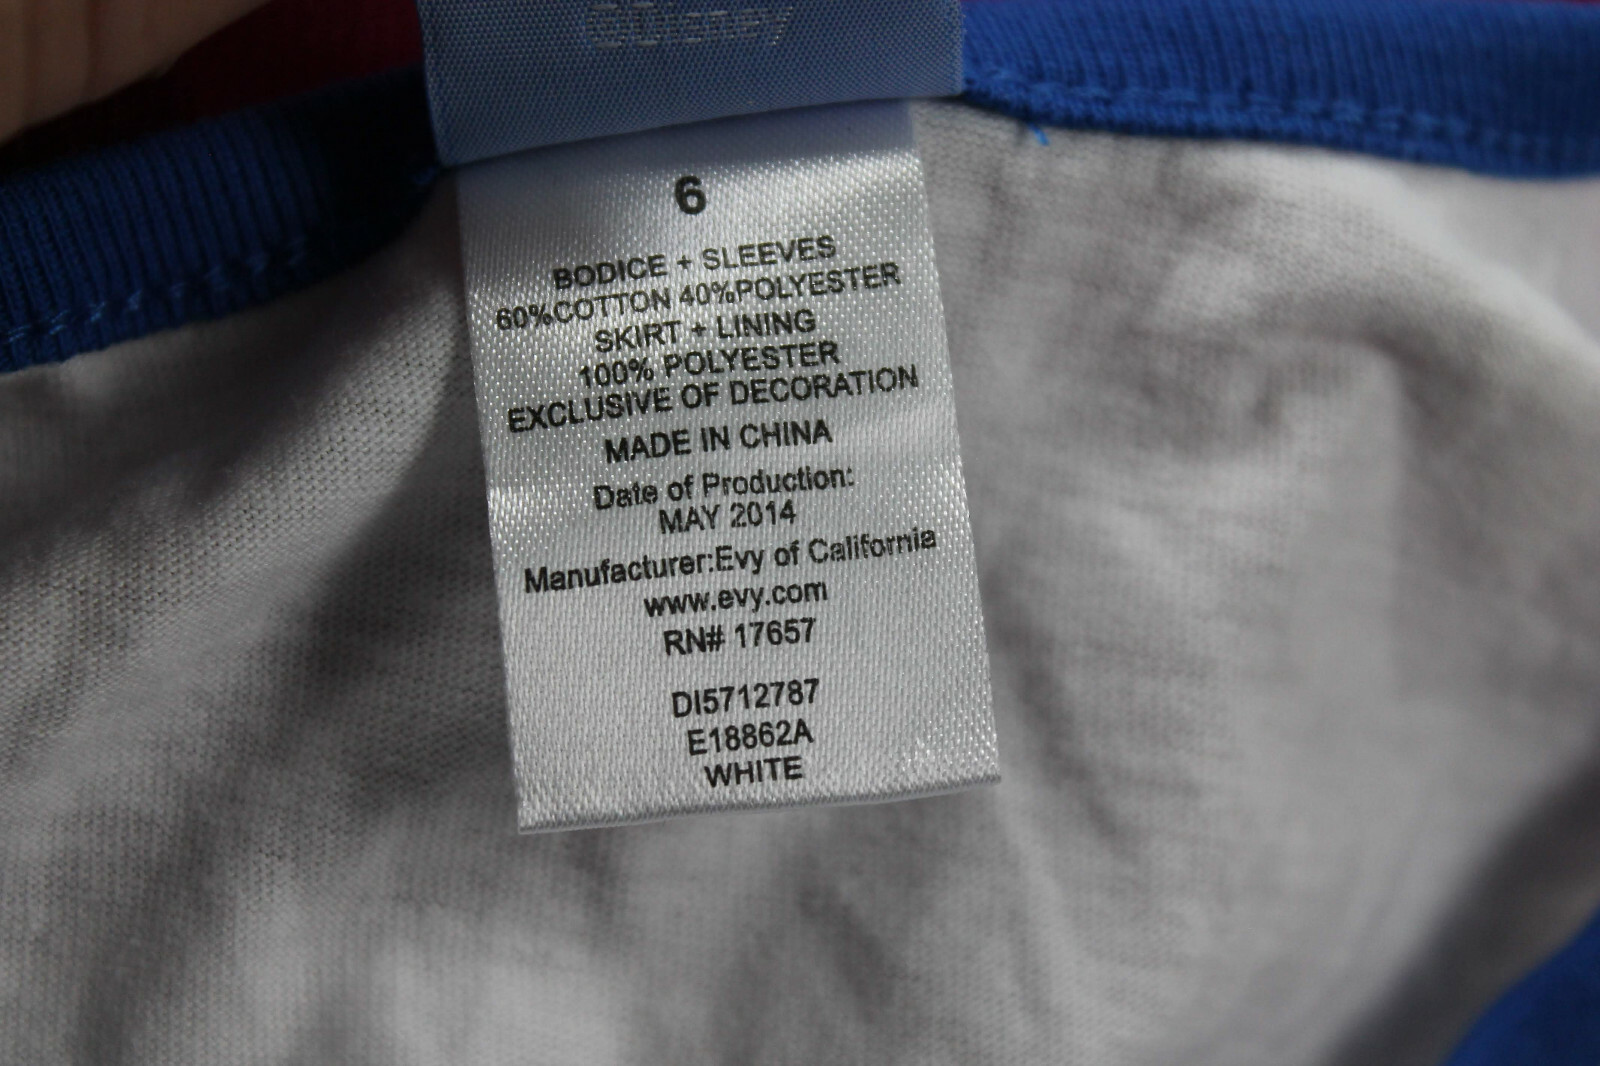 ©Disney
6
BODICE + SLEEVES
60%COTTON 40%POLYESTER
SKIRT + LINING
100% POLYESTER
EXCLUSIVE OF DECORATION
MADE IN CHINA
Date of Production:
MAY 2014
Manufacturer:Evy of California
www.evy.com
RN# 17657
DI5712787
E18862A
WHITE